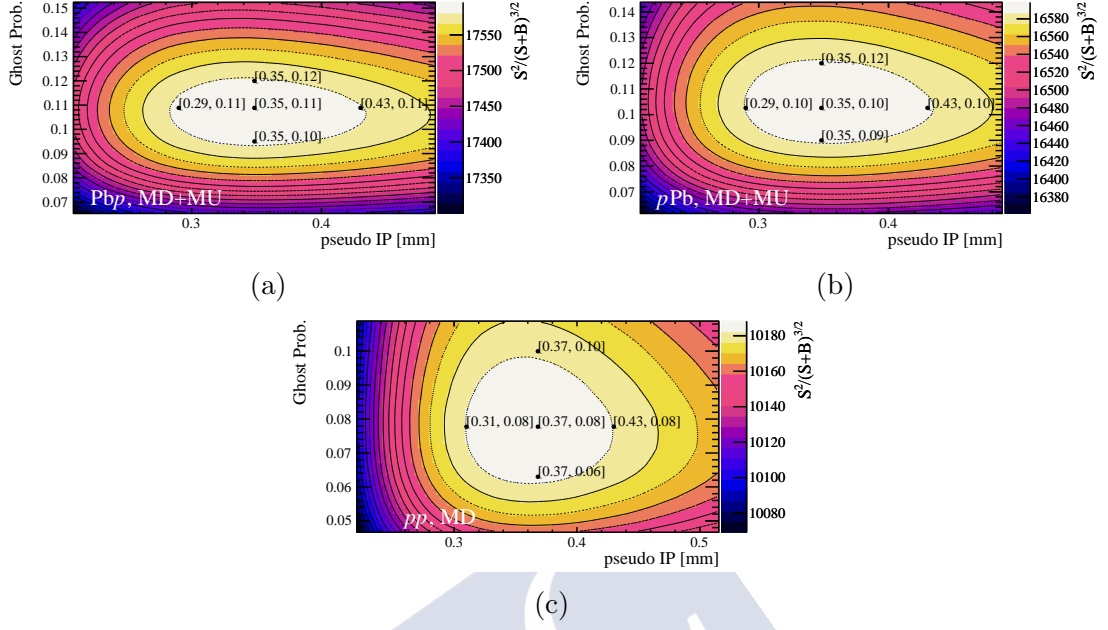 Ghost Prob.
0.15
0.14
0.13
0.12
0.11
0.1
0.09
0.08
0.07
[0.35, 0.12]
[0.29, 0.11] [0.35, 0.11] [0.43, 0.11]
[0.35, 0.10]
Pbp, MD+MU
0.3 0.4
pseudo IP [mm]
17550
17500
17450
17400
17350
S²/(S+B)^{3/2}
(a)
Ghost Prob.
0.14
0.13
0.12
0.11
0.1
0.09
0.08
0.07
[0.35, 0.12]
[0.29, 0.10] [0.35, 0.10] [0.43, 0.10]
[0.35, 0.09]
pPb, MD+MU
0.3 0.4
pseudo IP [mm]
16580
16560
16540
16520
16500
16480
16460
16440
16420
16400
16380
S²/(S+B)^{3/2}
(b)
Ghost Prob.
0.1
0.09
0.08
0.07
0.06
0.05
[0.37, 0.10]
[0.31, 0.08] [0.37, 0.08] [0.43, 0.08]
[0.37, 0.06]
pp, MD
0.3 0.4 0.5
pseudo IP [mm]
10180
10160
10140
10120
10100
10080
S²/(S+B)^{3/2}
(c)